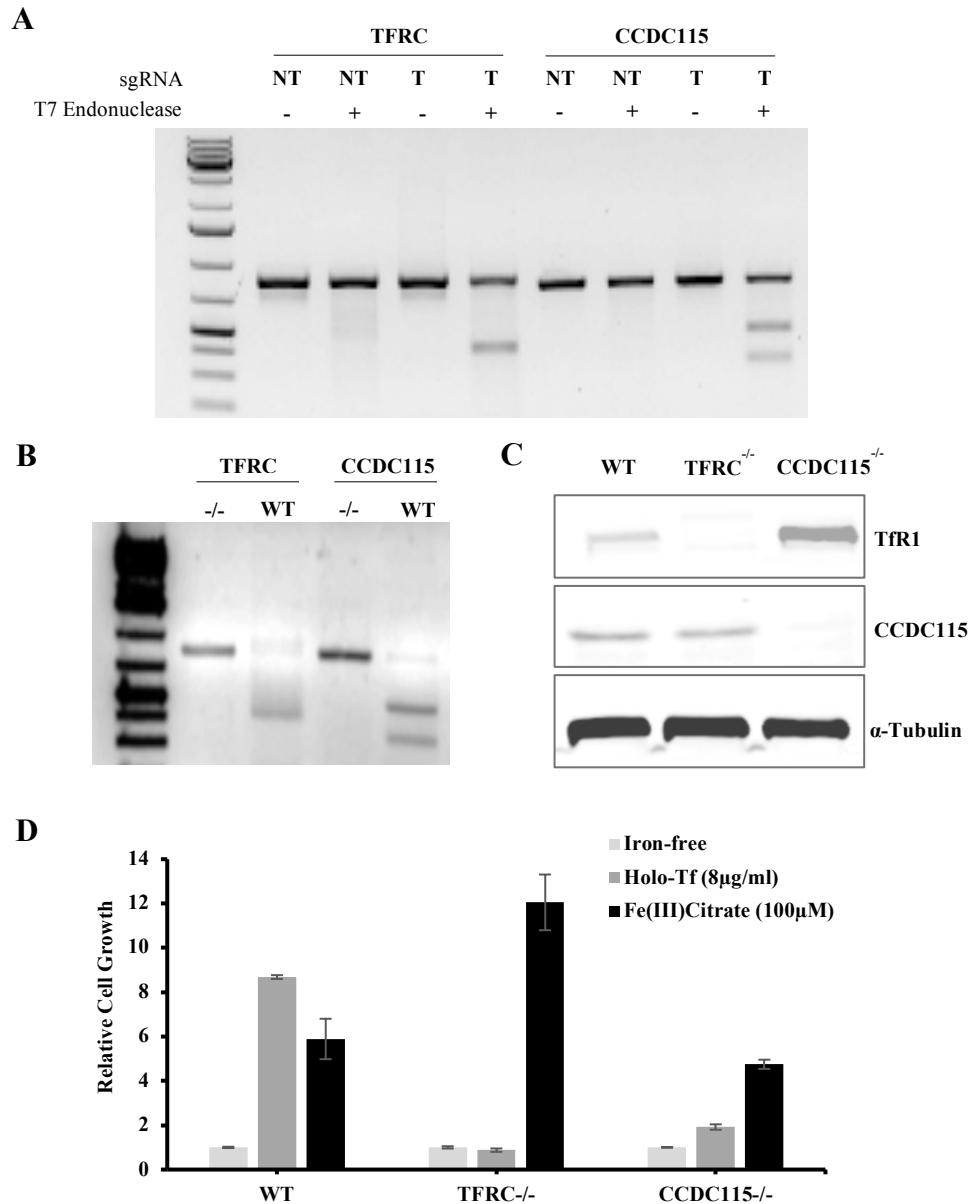 A
TFRC CCDC115
sgRNA NT NT T T NT NT T T
T7 Endonuclease - + - + - + - +
B
TFRC CCDC115
-/- WT -/- WT
C
WT TFRC-/- CCDC115-/-
TfR1
CCDC115
α-Tubulin
D
Iron-free
Holo-Tf (8µg/ml)
Fe(III)Citrate (100µM)
Relative Cell Growth
14
12
10
8
6
4
2
0
WT TFRC-/- CCDC115-/-